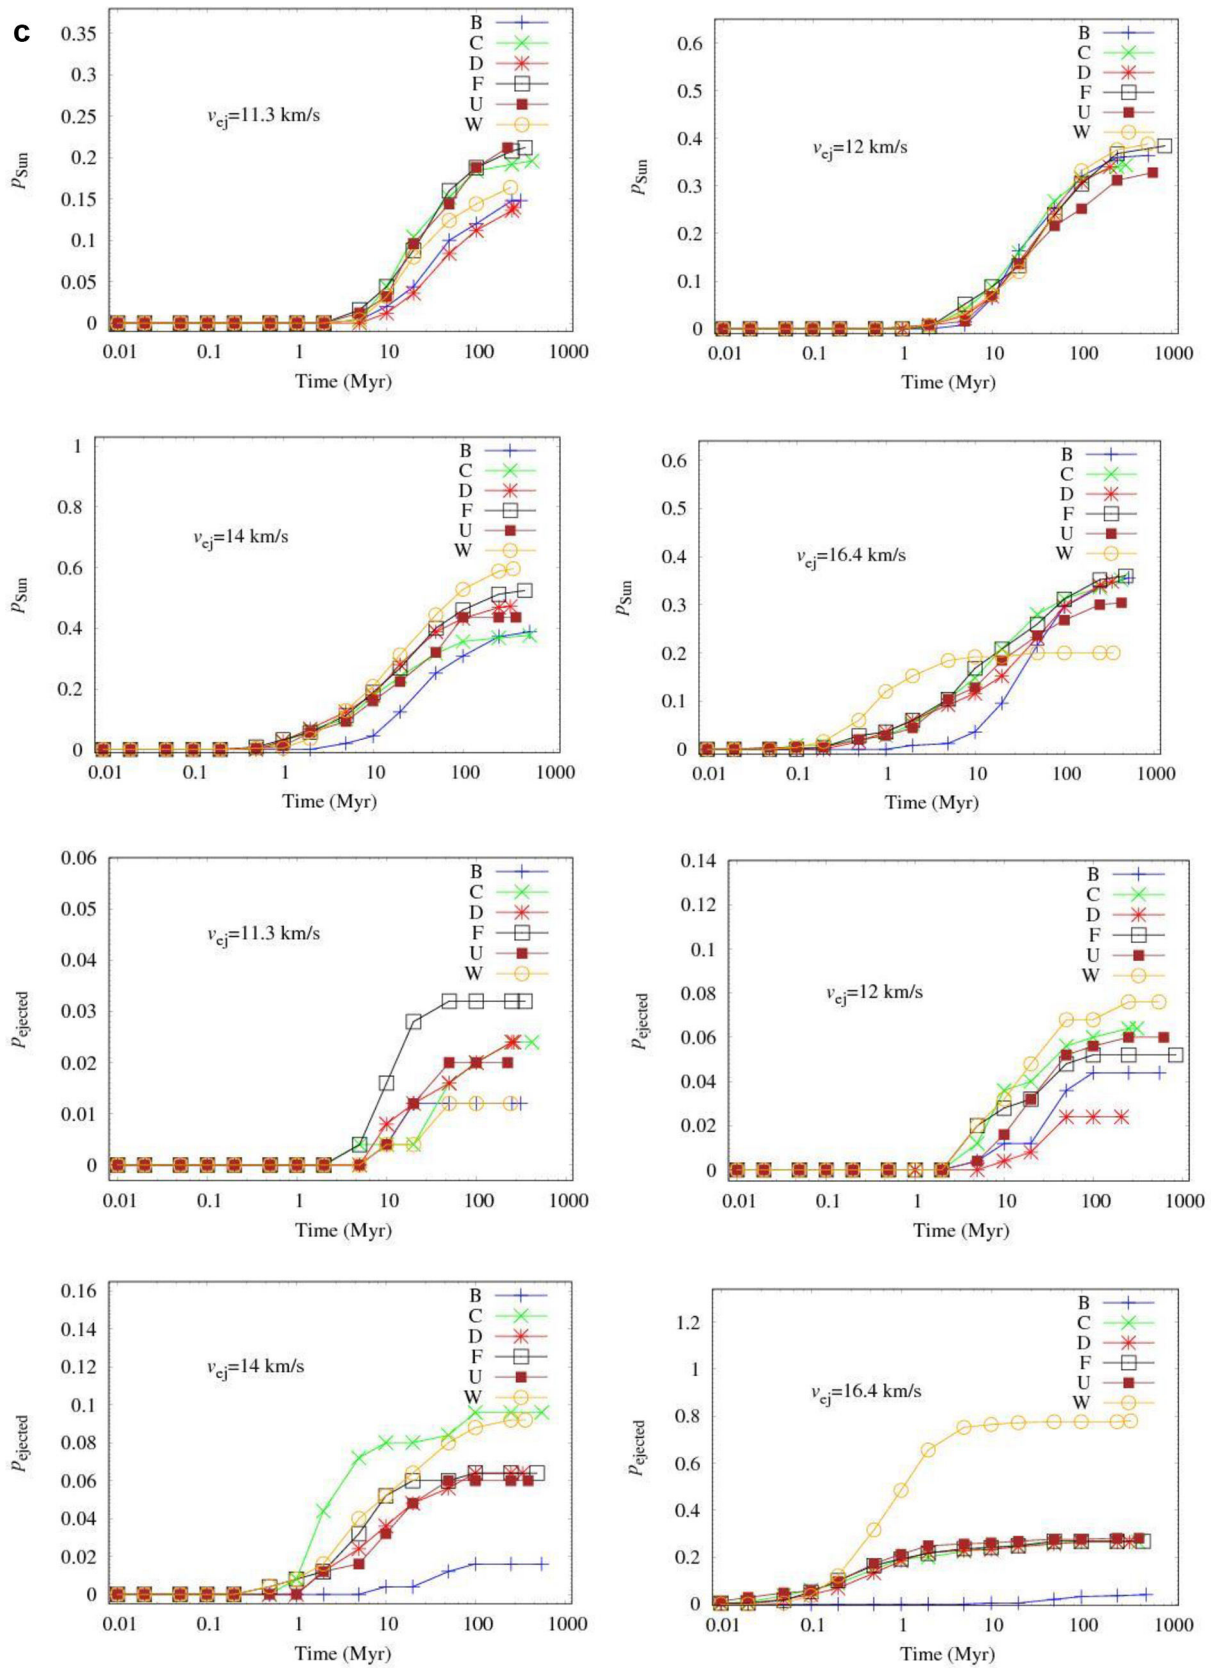 c
0.35
0.3
0.25
0.2
0.15
0.1
0.05
0
p_Sun
v_ej=11.3 km/s
B
C
D
F
U
W
0.01 0.1 1 10 100 1000
Time (Myr)
0.6
0.5
0.4
0.3
0.2
0.1
0
p_Sun
v_ej=12 km/s
B
C
D
F
U
W
0.01 0.1 1 10 100 1000
Time (Myr)
1
0.8
0.6
0.4
0.2
0
p_Sun
v_ej=14 km/s
B
C
D
F
U
W
0.01 0.1 1 10 100 1000
Time (Myr)
0.6
0.5
0.4
0.3
0.2
0.1
0
p_Sun
v_ej=16.4 km/s
B
C
D
F
U
W
0.01 0.1 1 10 100 1000
Time (Myr)
0.06
0.05
0.04
0.03
0.02
0.01
0
p_ejected
v_ej=11.3 km/s
B
C
D
F
U
W
0.01 0.1 1 10 100 1000
Time (Myr)
0.14
0.12
0.1
0.08
0.06
0.04
0.02
0
p_ejected
v_ej=12 km/s
B
C
D
F
U
W
0.01 0.1 1 10 100 1000
Time (Myr)
0.16
0.14
0.12
0.1
0.08
0.06
0.04
0.02
0
p_ejected
v_ej=14 km/s
B
C
D
F
U
W
0.01 0.1 1 10 100 1000
Time (Myr)
1.2
1
0.8
0.6
0.4
0.2
0
p_ejected
v_ej=16.4 km/s
B
C
D
F
U
W
0.01 0.1 1 10 100 1000
Time (Myr)